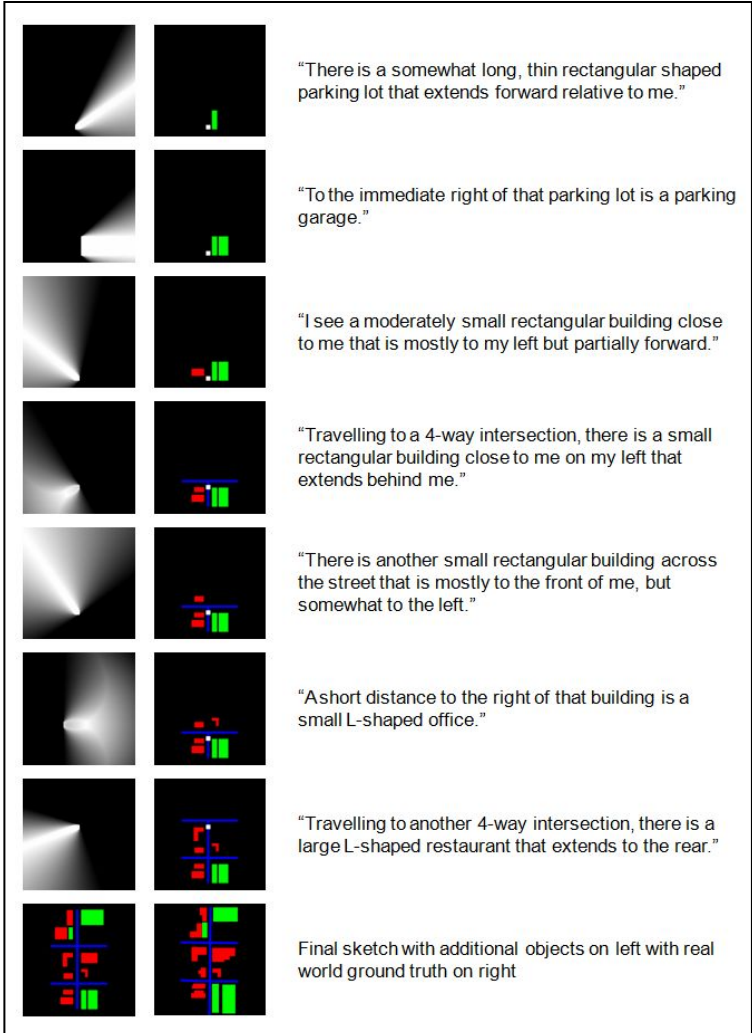 “There is a somewhat long, thin rectangular shaped
parking lot that extends forward relative to me.”
“To the immediate right of that parking lot is a parking
garage.”
“I see a moderately small rectangular building close
to me that is mostly to my left but partially forward.”
“Travelling to a 4-way intersection, there is a small
rectangular building close to me on my left that
extends behind me.”
“There is another small rectangular building across
the street that is mostly to the front of me, but
somewhat to the left.”
“A short distance to the right of that building is a
small L-shaped office.”
“Travelling to another 4-way intersection, there is a
large L-shaped restaurant that extends to the rear.”
Final sketch with additional objects on left with real
world ground truth on right